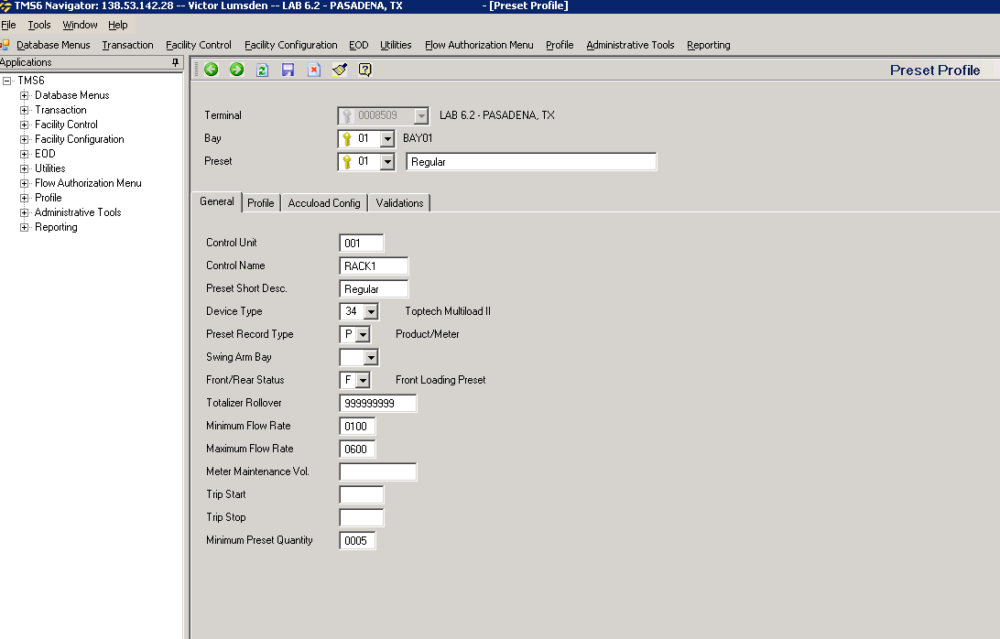 TMS6 Navigator: 138.53.142.28 -- Victor Lumsden -- LAB 6.2 - PASADENA, TX - [Preset Profile]
File Tools Window Help
Database Menus Transaction Facility Control Facility Configuration EOD Utilities Flow Authorization Menu Profile Administrative Tools Reporting
Applications
TMS6
Database Menus
Transaction
Facility Control
Facility Configuration
EOD
Utilities
Flow Authorization Menu
Profile
Administrative Tools
Reporting
Preset Profile
Terminal 0008509 LAB 6.2 - PASADENA, TX
Bay 01 BAY01
Preset 01 Regular
General Profile Accuload Config Validations
Control Unit 001
Control Name RACK1
Preset Short Desc. Regular
Device Type 34 Toptech Multiload II
Preset Record Type P Product/Meter
Swing Arm Bay
Front/Rear Status F Front Loading Preset
Totalizer Rollover 999999999
Minimum Flow Rate 0100
Maximum Flow Rate 0600
Meter Maintenance Vol.
Trip Start
Trip Stop
Minimum Preset Quantity 0005